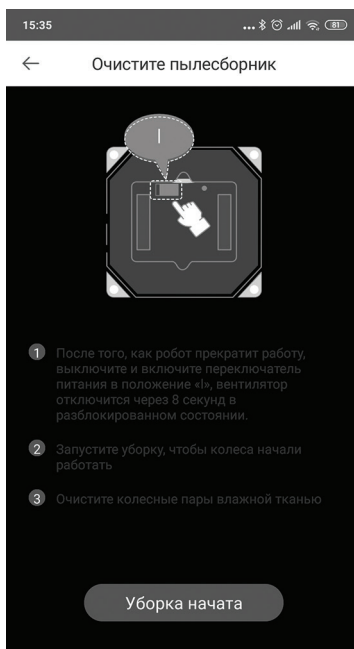 15:35
81
Очистите пылесборник
I
1 После того, как робот прекратит работу,
выключите и включите переключатель
питания в положение «I», вентилятор
отключится через 8 секунд в
разблокированном состоянии.
2 Запустите уборку, чтобы колеса начали
работать
3 Очистите колесные пары влажной тканью
Уборка начата